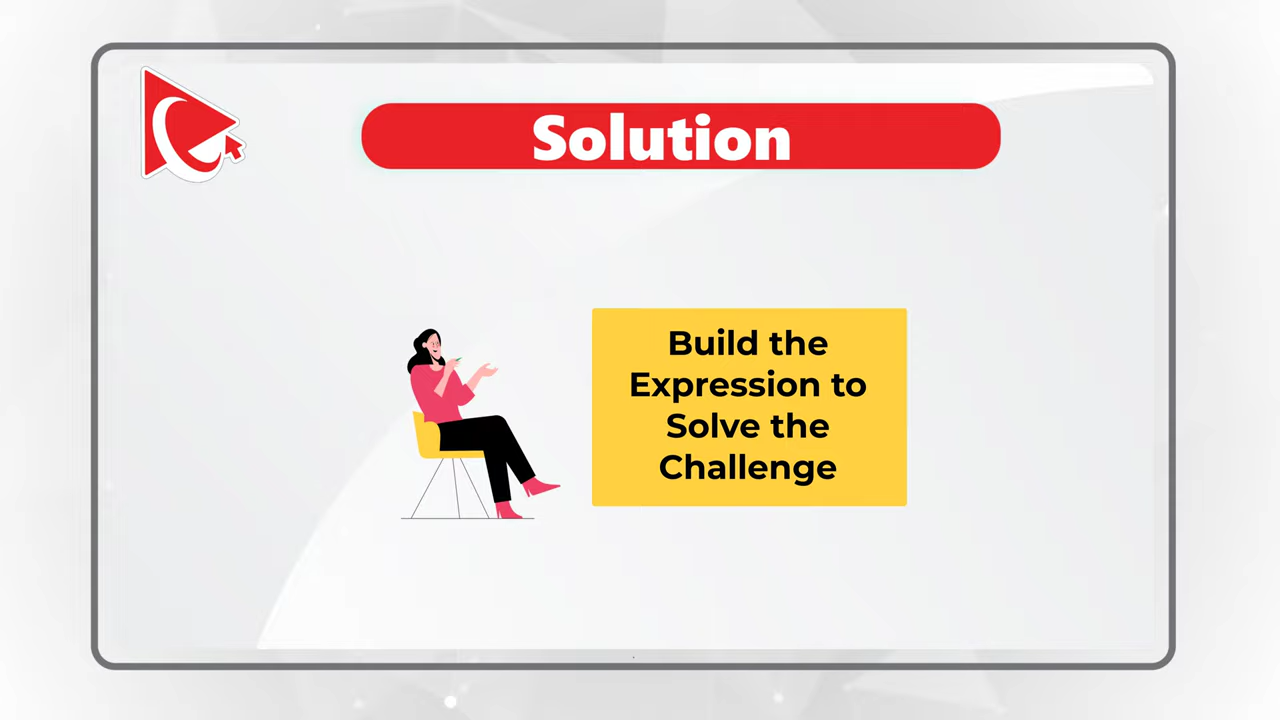 Solution
Build the
Expression to
Solve the
Challenge